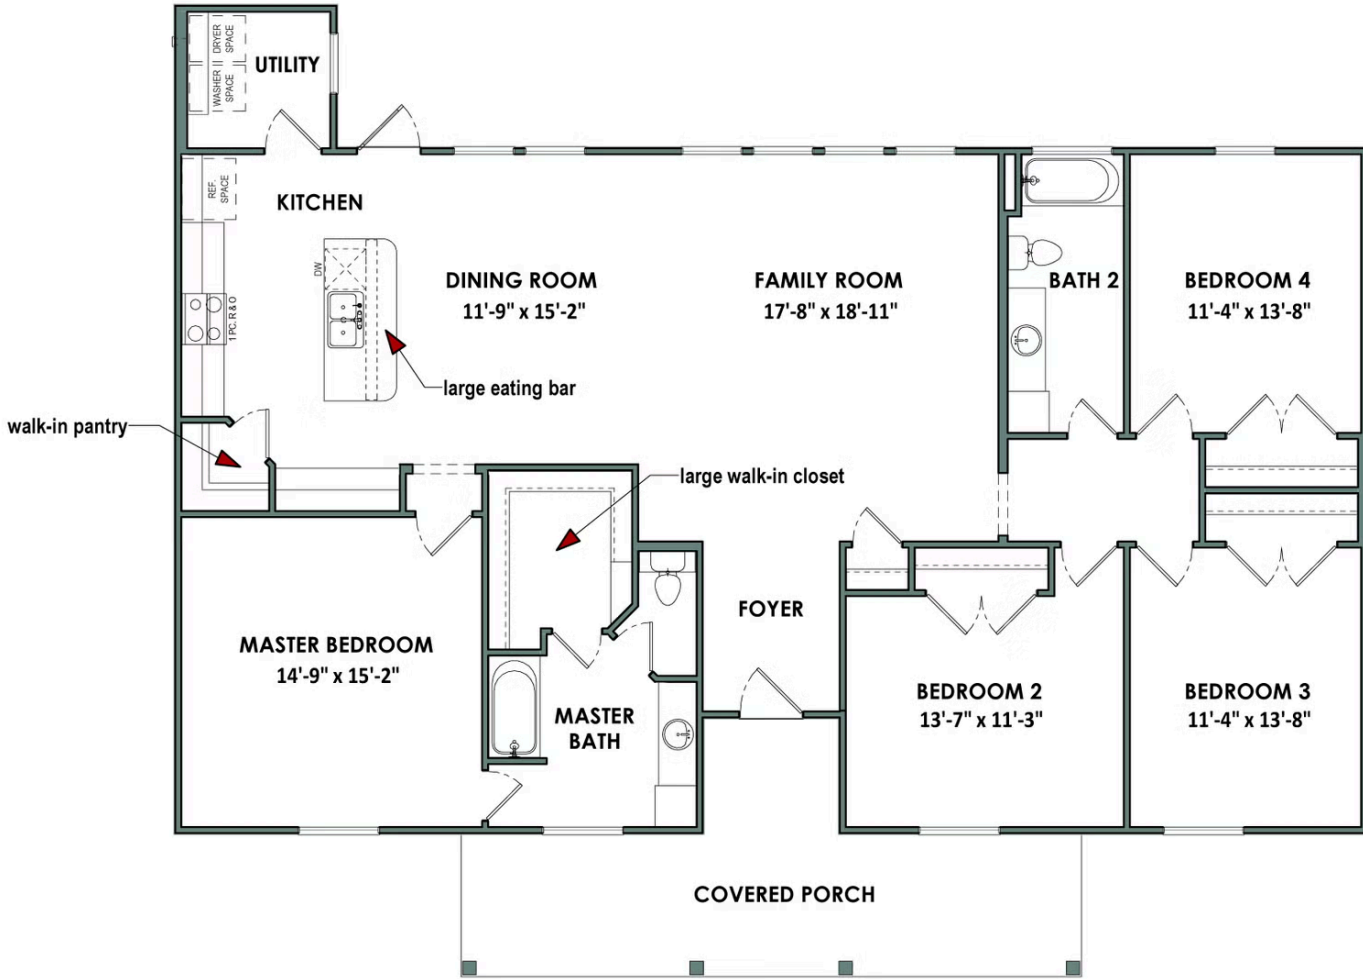 DRYER
SPACE
WASHER
SPACE
UTILITY
REF.
SPACE
KITCHEN
DW
1 PC. R & O
DINING ROOM
11'-9" x 15'-2"
FAMILY ROOM
17'-8" x 18'-11"
BATH 2
BEDROOM 4
11'-4" x 13'-8"
large eating bar
walk-in pantry
large walk-in closet
FOYER
MASTER BEDROOM
14'-9" x 15'-2"
MASTER
BATH
BEDROOM 2
13'-7" x 11'-3"
BEDROOM 3
11'-4" x 13'-8"
COVERED PORCH